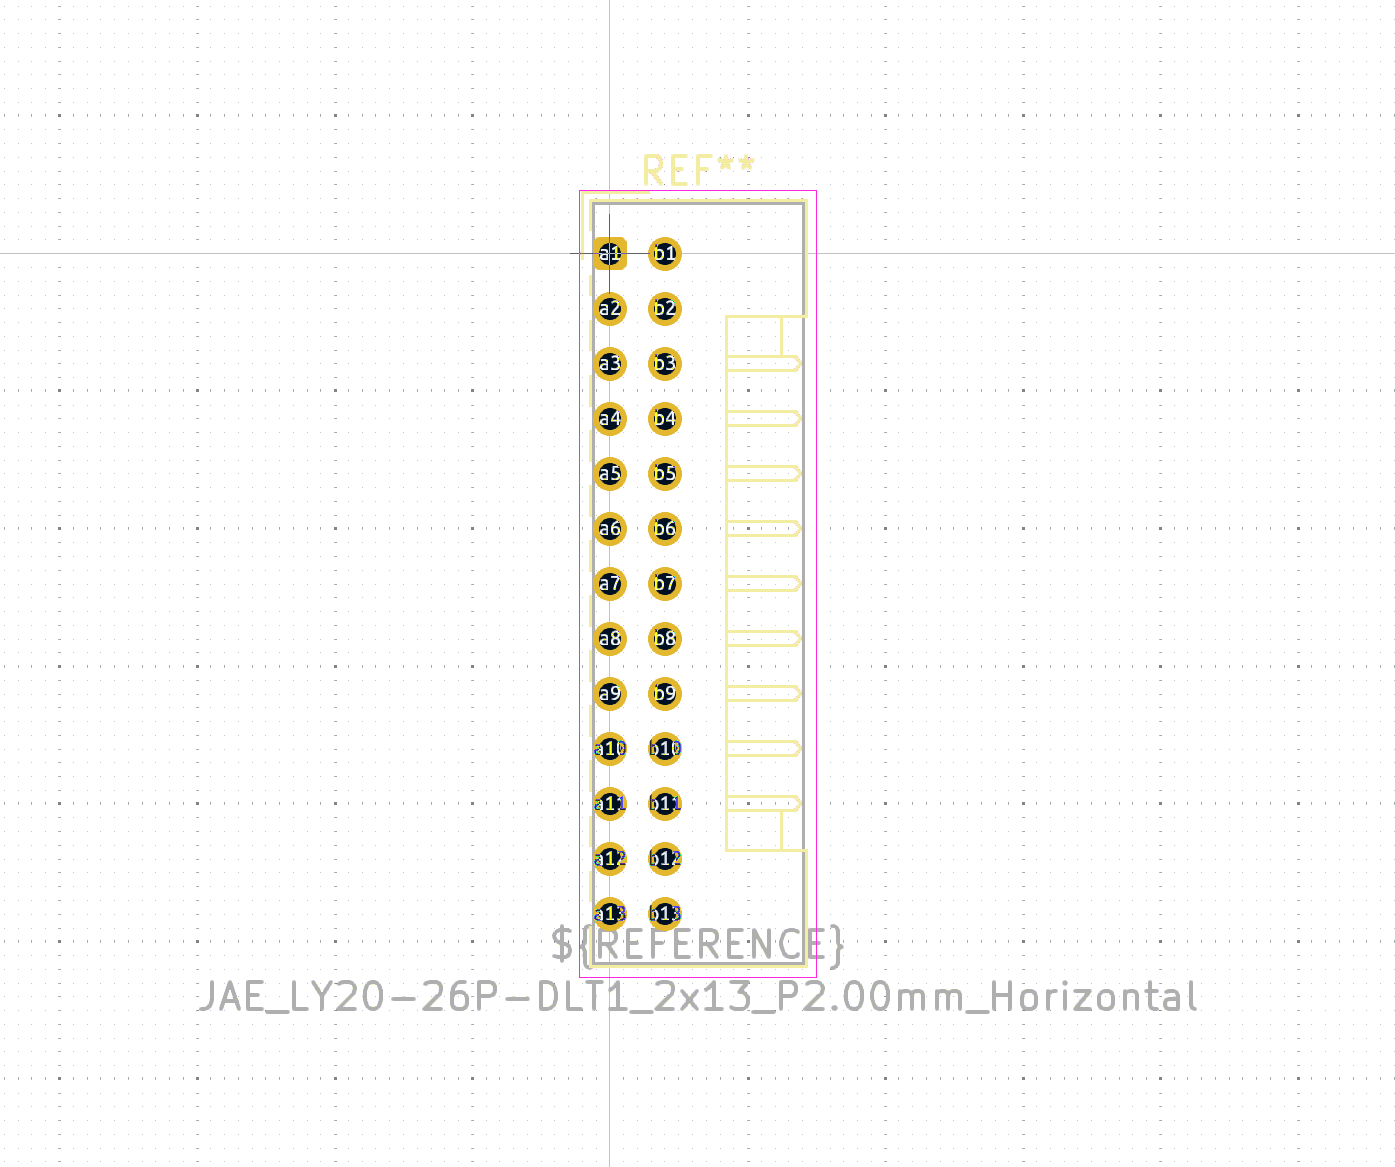 REF**
a1 b1
a2 b2
a3 b3
a4 b4
a5 b5
a6 b6
a7 b7
a8 b8
a9 b9
a10 b10
a11 b11
a12 b12
a13 b13
${REFERENCE}
JAE_LY20-26P-DLT1_2x13_P2.00mm_Horizontal